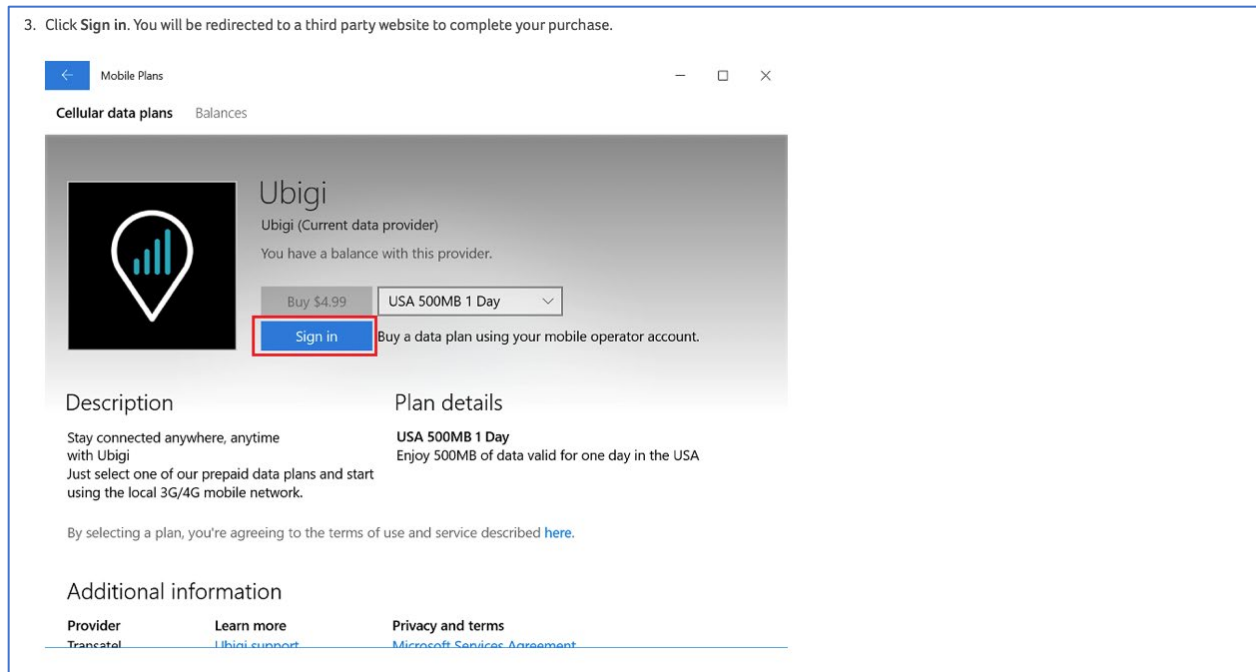 3. Click Sign in. You will be redirected to a third party website to complete your purchase.
Mobile Plans
Cellular data plans Balances
Ubigi
Ubigi (Current data provider)
You have a balance with this provider.
Buy $4.99 USA 500MB 1 Day
Sign in Buy a data plan using your mobile operator account.
Description
Stay connected anywhere, anytime
with Ubigi
Just select one of our prepaid data plans and start
using the local 3G/4G mobile network.
Plan details
USA 500MB 1 Day
Enjoy 500MB of data valid for one day in the USA
By selecting a plan, you're agreeing to the terms of use and service described here.
Additional information
Provider Learn more Privacy and terms
Transatel Ubigi support Microsoft Services Agreement